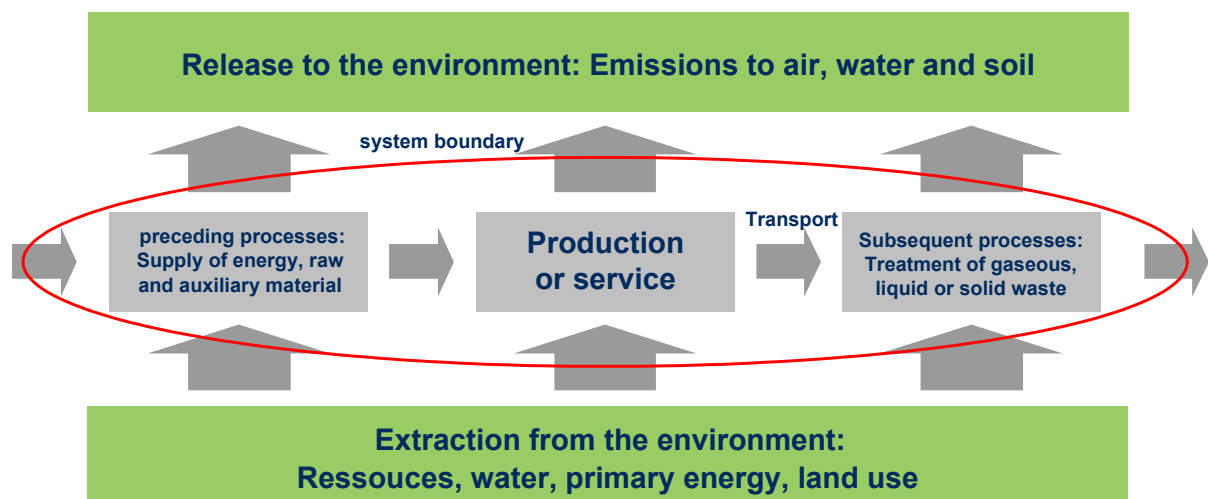 Release to the environment: Emissions to air, water and soil
system boundary
preceding processes:
Supply of energy, raw
and auxiliary material
Production
or service
Transport
Subsequent processes:
Treatment of gaseous,
liquid or solid waste
Extraction from the environment:
Ressouces, water, primary energy, land use